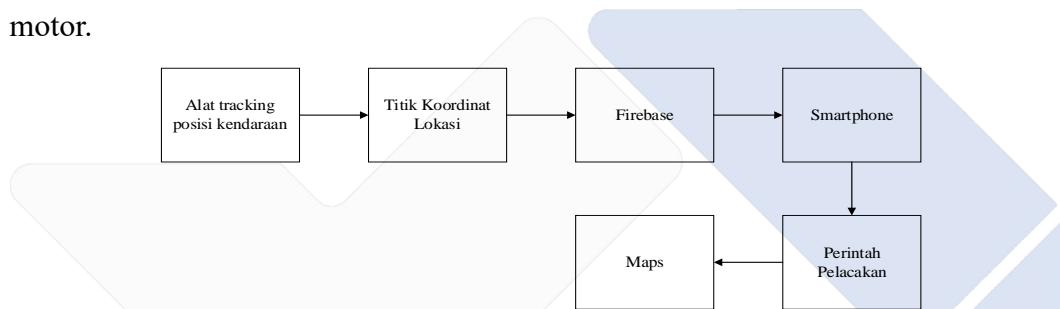 motor.
Alat tracking
posisi kendaraan
Titik Koordinat
Lokasi
Firebase
Smartphone
Maps
Perintah
Pelacakan